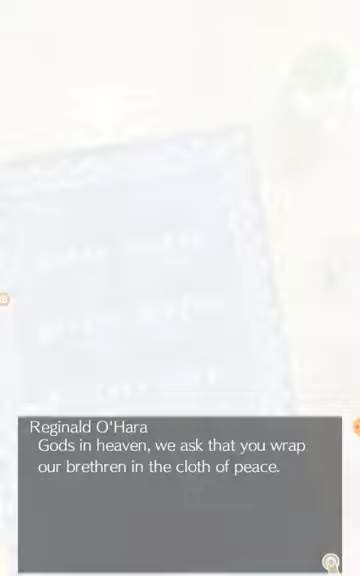 Reginald O'Hara
Gods in heaven, we ask that you wrap
our brethren in the cloth of peace.